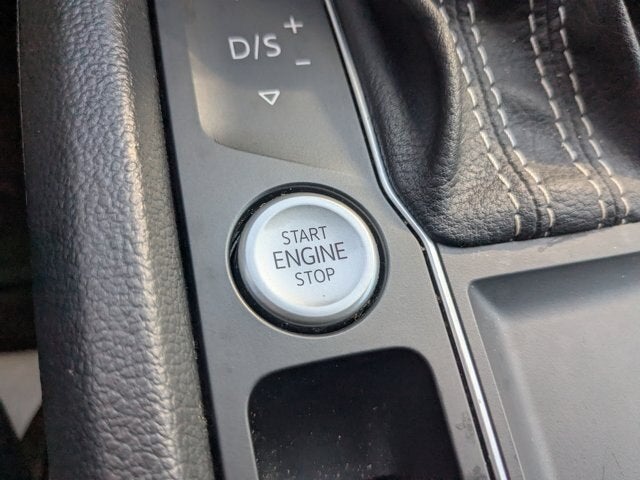 D/S +
−
START
ENGINE
STOP